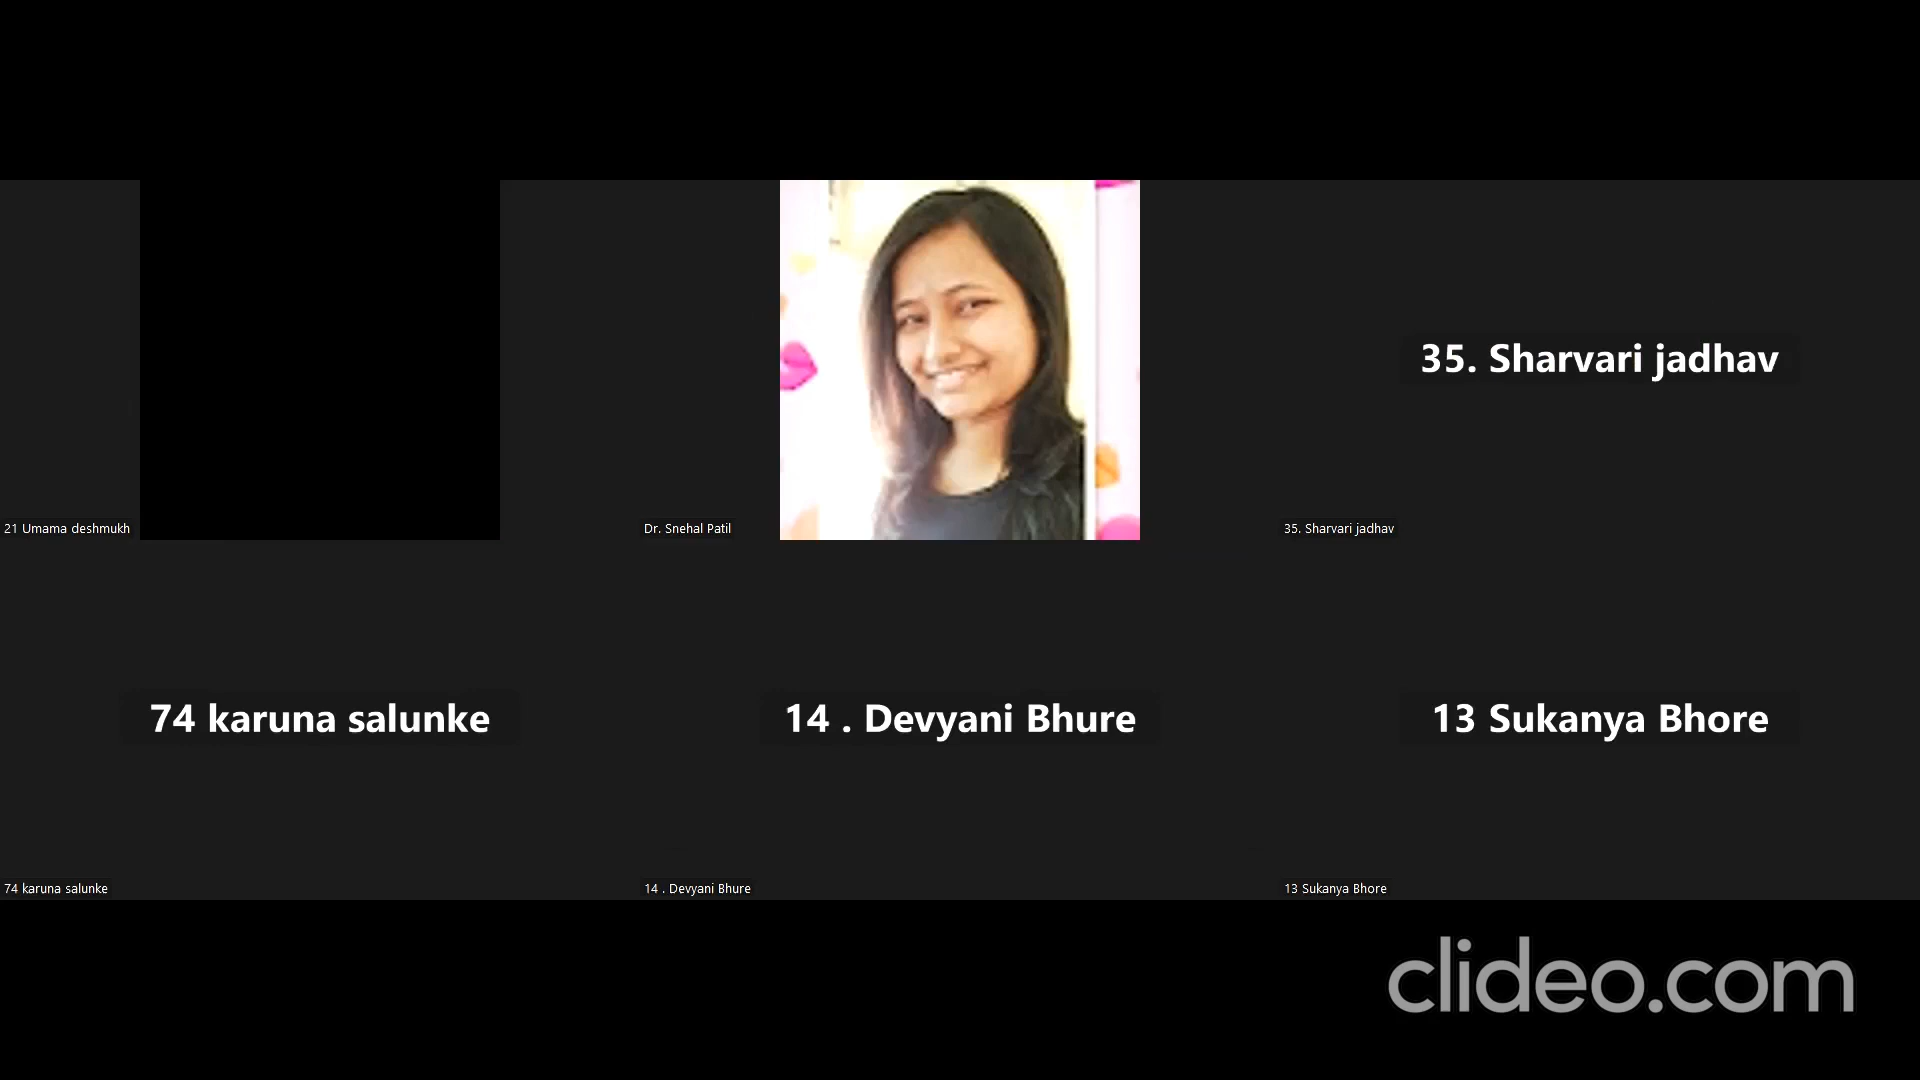 35. Sharvari jadhav
21 Umama deshmukh
Dr. Snehal Patil
35. Sharvari jadhav
74 karuna salunke
14 . Devyani Bhure
13 Sukanya Bhore
74 karuna salunke
14 . Devyani Bhure
13 Sukanya Bhore
clideo.com